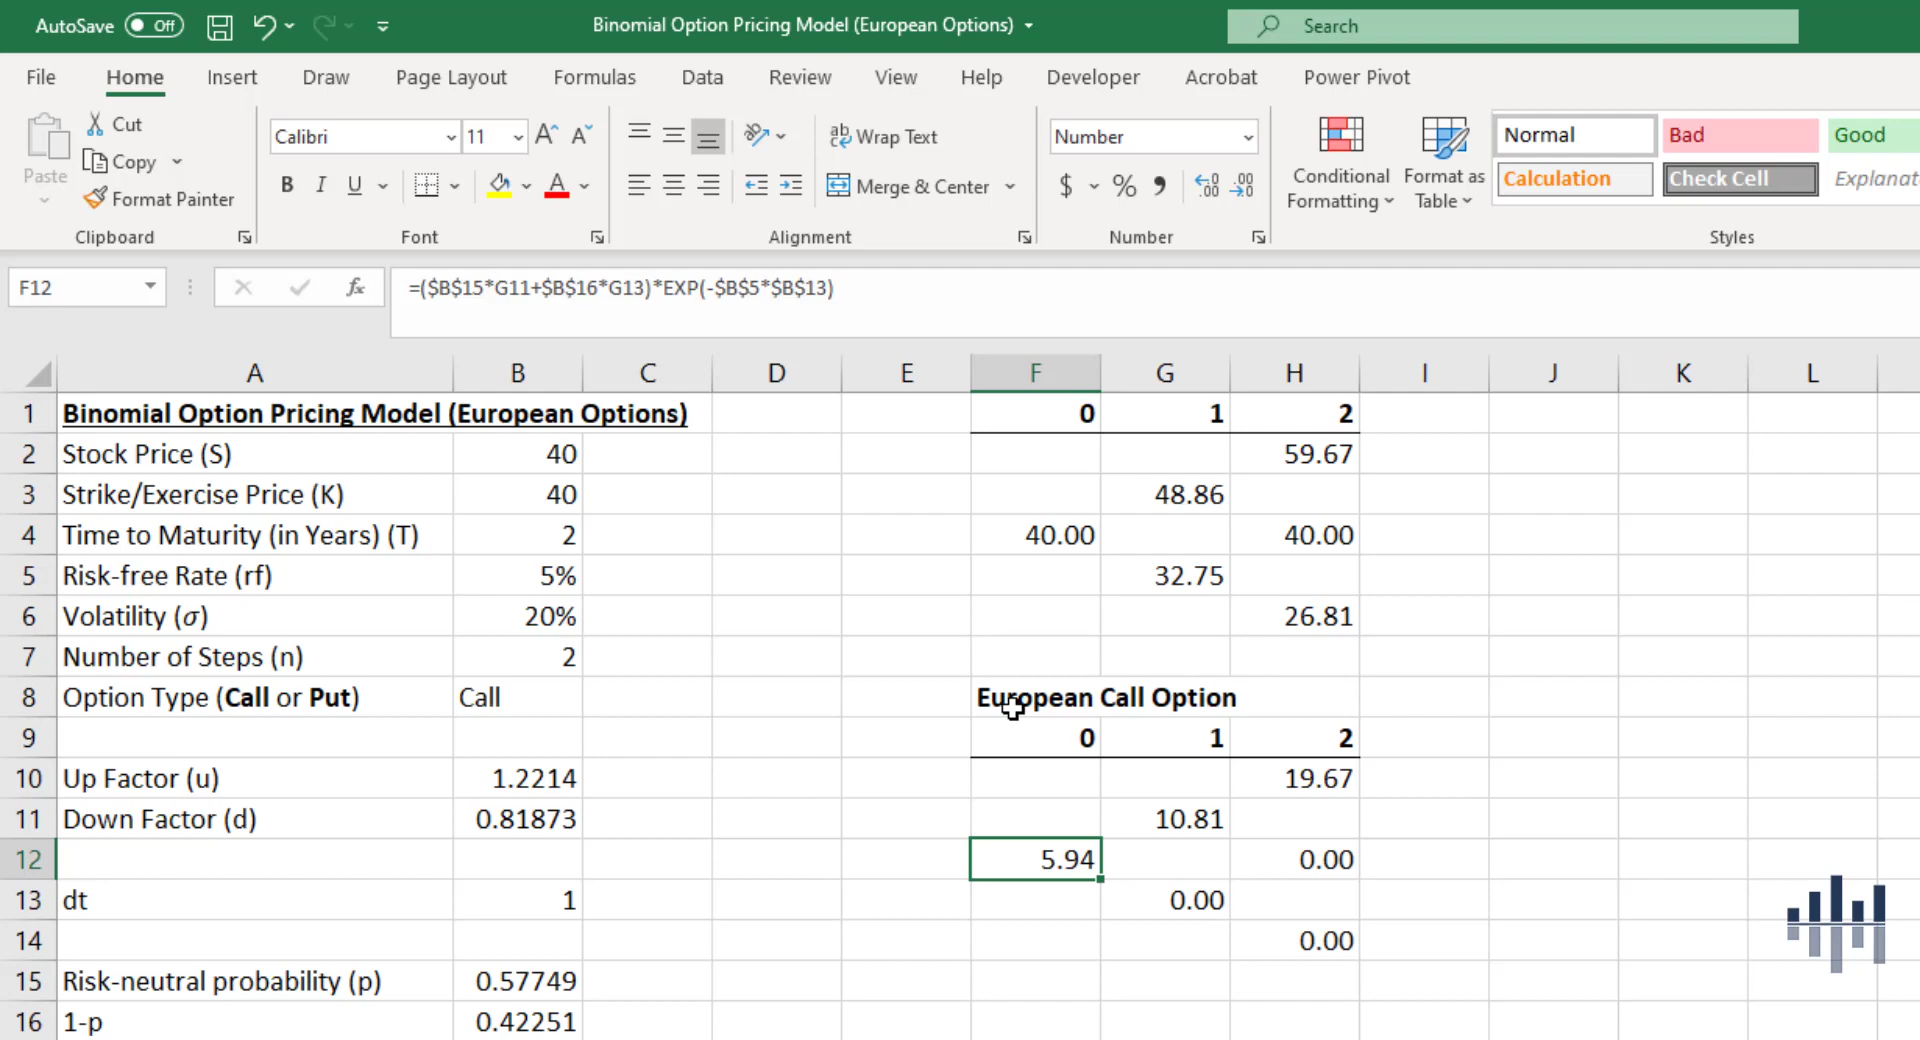 AutoSave Off Binomial Option Pricing Model (European Options) Search
File Home Insert Draw Page Layout Formulas Data Review View Help Developer Acrobat Power Pivot
Paste
Cut
Copy
Format Painter
Clipboard
Calibri 11
B I U A
Font
ab Wrap Text
Merge & Center
Alignment
Number
$ %
Number
Conditional Formatting
Format as Table
Normal Bad Good
Calculation Check Cell Explanat
Styles
F12 fx =($B$15*G11+$B$16*G13)*EXP(-$B$5*$B$13)
A B C D E F G H I J K L
1 Binomial Option Pricing Model (European Options) 0 1 2
2 Stock Price (S) 40 59.67
3 Strike/Exercise Price (K) 40 48.86
4 Time to Maturity (in Years) (T) 2 40.00 40.00
5 Risk-free Rate (rf) 5% 32.75
6 Volatility (σ) 20% 26.81
7 Number of Steps (n) 2
8 Option Type (Call or Put) Call European Call Option
9 0 1 2
10 Up Factor (u) 1.2214 19.67
11 Down Factor (d) 0.81873 10.81
12 5.94 0.00
13 dt 1 0.00
14 0.00
15 Risk-neutral probability (p) 0.57749
16 1-p 0.42251